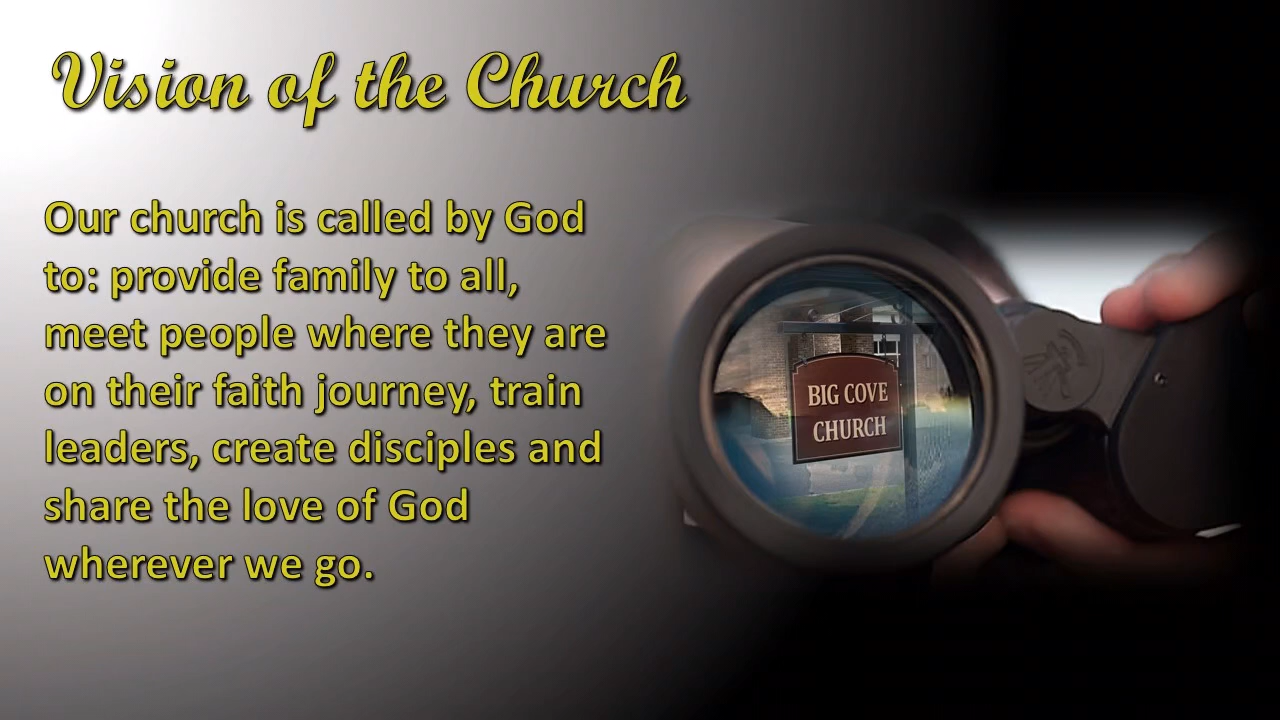 Vision of the Church
Our church is called by God
to: provide family to all,
meet people where they are
on their faith journey, train
leaders, create disciples and
share the love of God
wherever we go.
BIG COVE
CHURCH